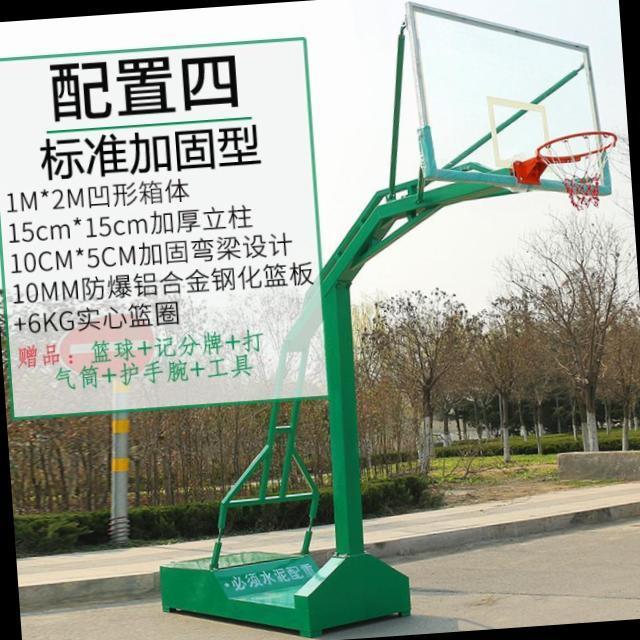 配置四
标准加固型
1M*2M凹形箱体
15cm*15cm加厚立柱
10CM*5CM加固弯梁设计
10MM防爆铝合金钢化篮板
+6KG实心篮圈
赠品：篮球+记分牌+打
气筒+护手腕+工具
*必须水泥配重